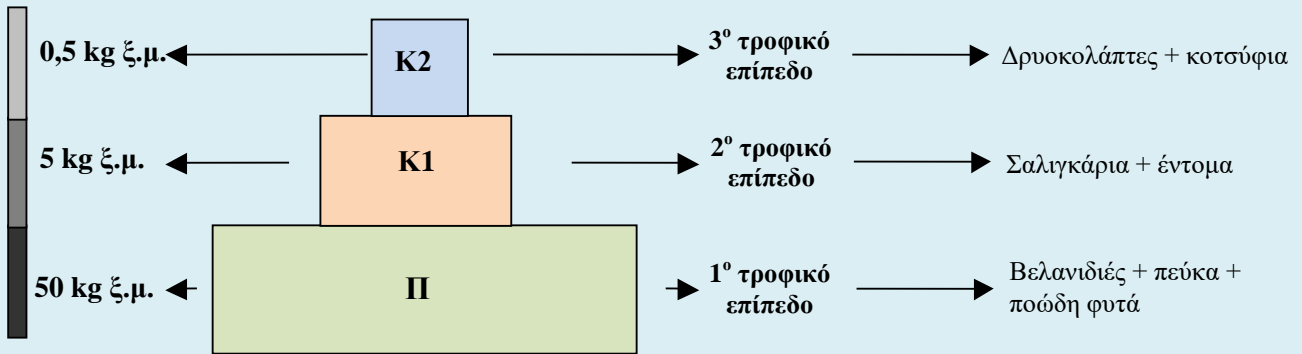 0,5 kg ξ.μ.
Κ2
3ο τροφικό
επίπεδο
Δρυοκολάπτες + κοτσύφια
5 kg ξ.μ.
Κ1
2ο τροφικό
επίπεδο
Σαλιγκάρια + έντομα
50 kg ξ.μ.
Π
1ο τροφικό
επίπεδο
Βελανιδιές + πεύκα +
ποώδη φυτά